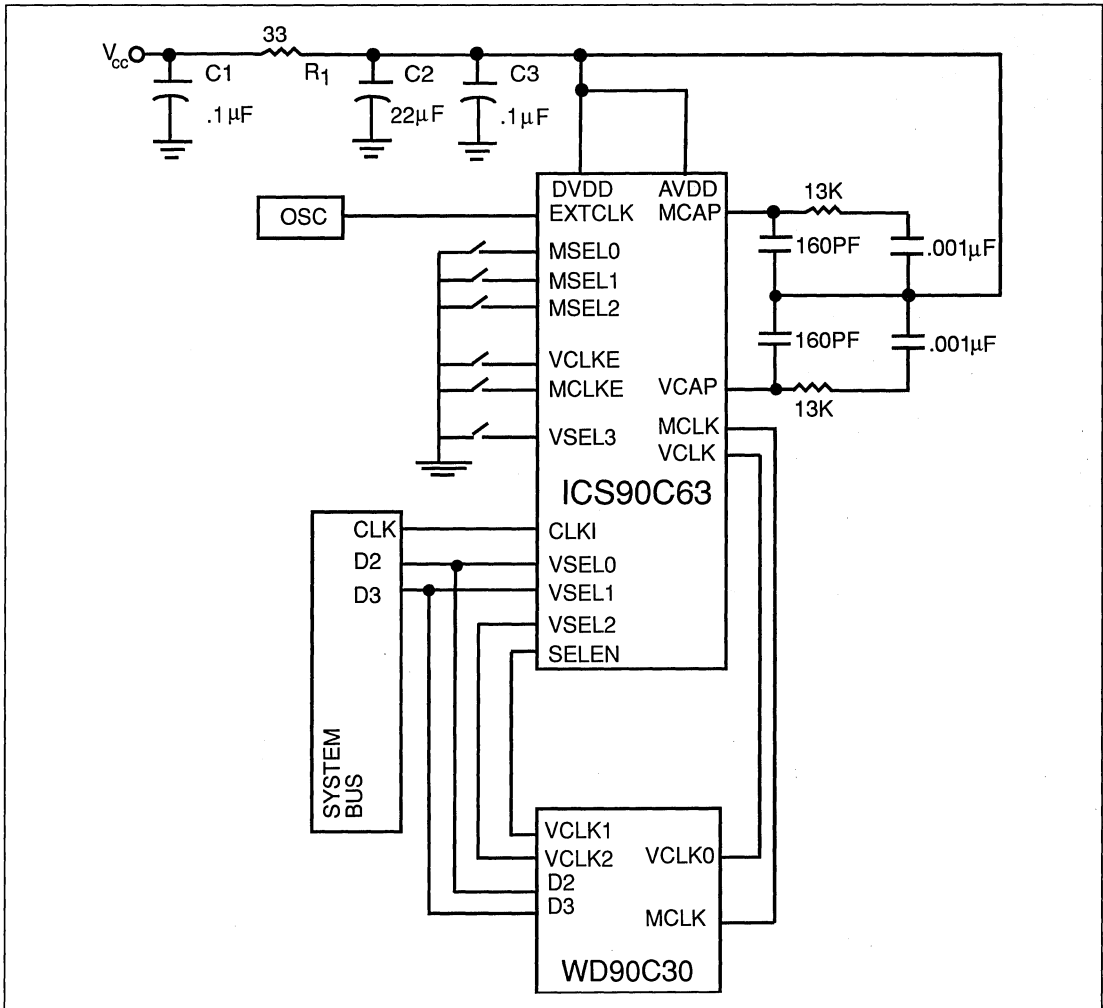 Vcc
33
R1
C1
.1µF
C2
22µF
C3
.1µF
OSC
DVDD
AVDD
EXTCLK
MCAP
MSEL0
MSEL1
MSEL2
VCLKE
MCLKE
VSEL3
VCAP
MCLK
VCLK
ICS90C63
CLKI
VSEL0
VSEL1
VSEL2
SELEN
13K
160PF
.001µF
160PF
.001µF
13K
CLK
D2
D3
SYSTEM
BUS
VCLK1
VCLK2
D2
D3
VCLK0
MCLK
WD90C30